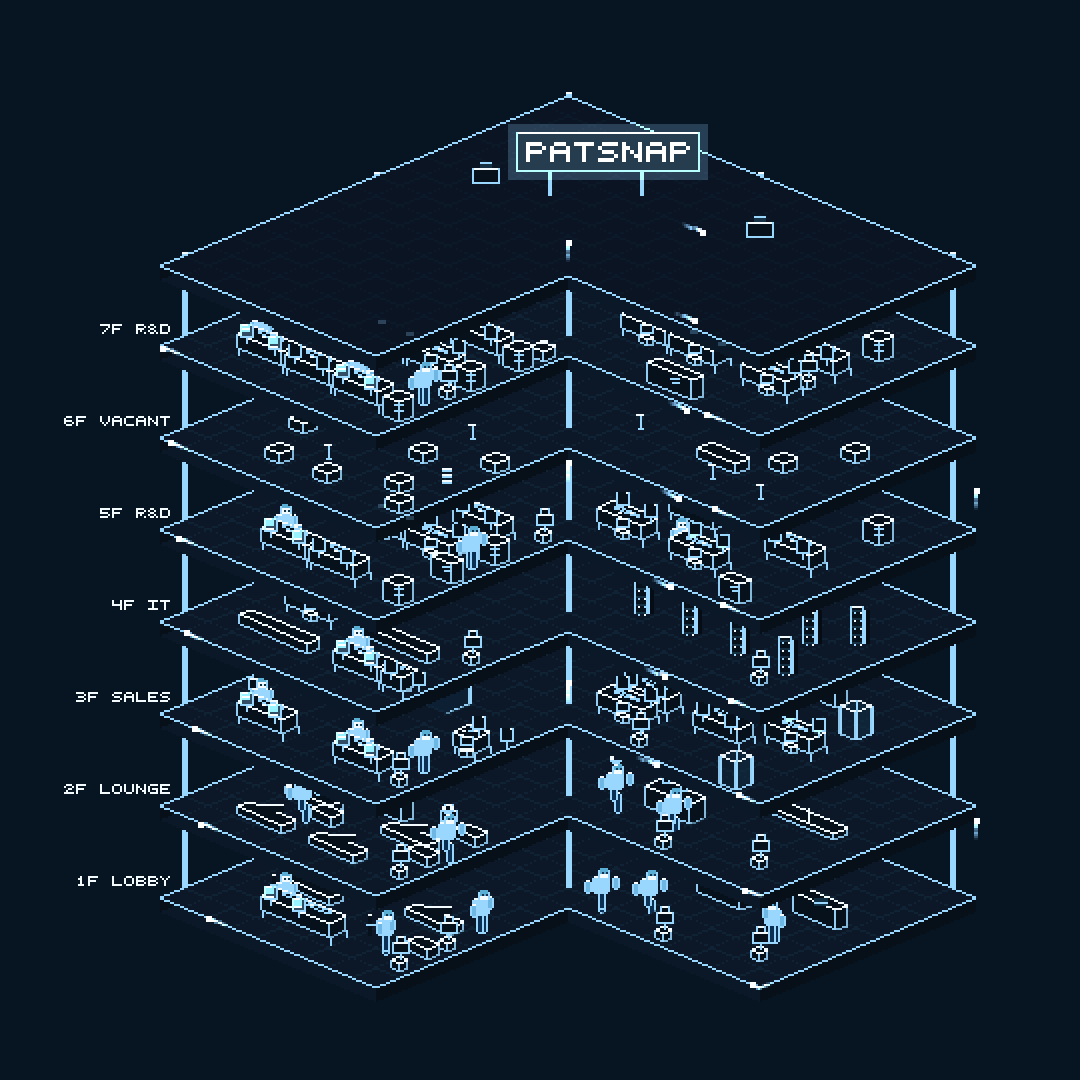 PATSNAP
7F R&D
6F VACANT
5F R&D
4F IT
3F SALES
2F LOUNGE
1F LOBBY